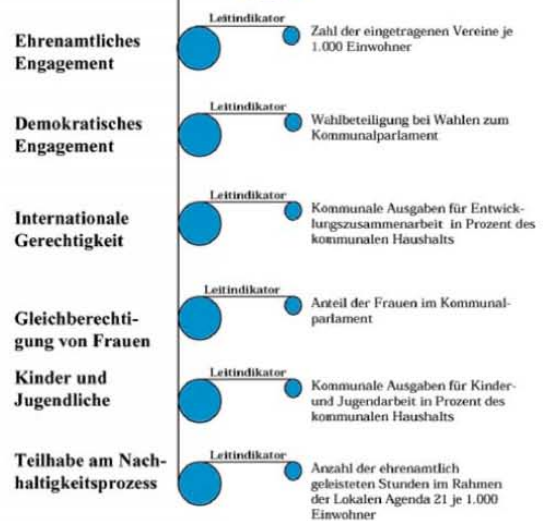 Ehrenamtliches
Engagement
Leitindikator
Zahl der eingetragenen Vereine je
1.000 Einwohner
Demokratisches
Engagement
Leitindikator
Wahlbeteiligung bei Wahlen zum
Kommunalparlament
Internationale
Gerechtigkeit
Leitindikator
Kommunale Ausgaben für Entwick-
lungszusammenarbeit in Prozent des
kommunalen Haushalts
Gleichberechti-
gung von Frauen
Leitindikator
Anteil der Frauen im Kommunal-
parlament
Kinder und
Jugendliche
Leitindikator
Kommunale Ausgaben für Kinder-
und Jugendarbeit in Prozent des
kommunalen Haushalts
Teilhabe am Nach-
haltigkeitsprozess
Leitindikator
Anzahl der ehrenamtlich
geleisteten Stunden im Rahmen
der Lokalen Agenda 21 je 1.000
Einwohner